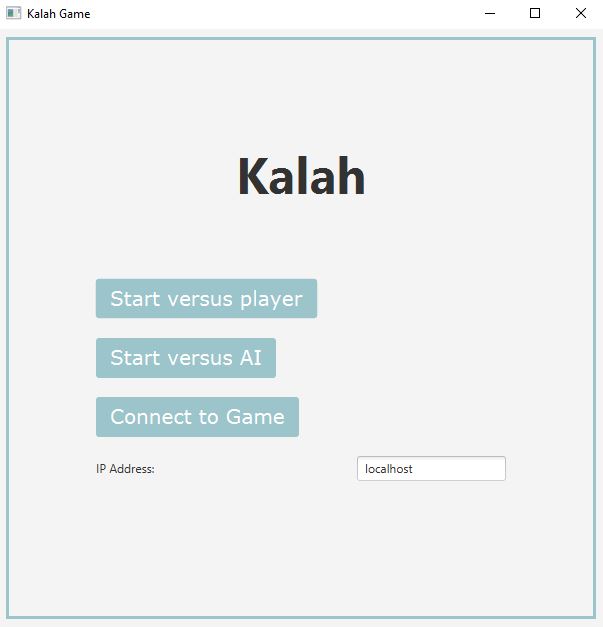 Kalah Game
Kalah
Start versus player
Start versus AI
Connect to Game
IP Address: localhost